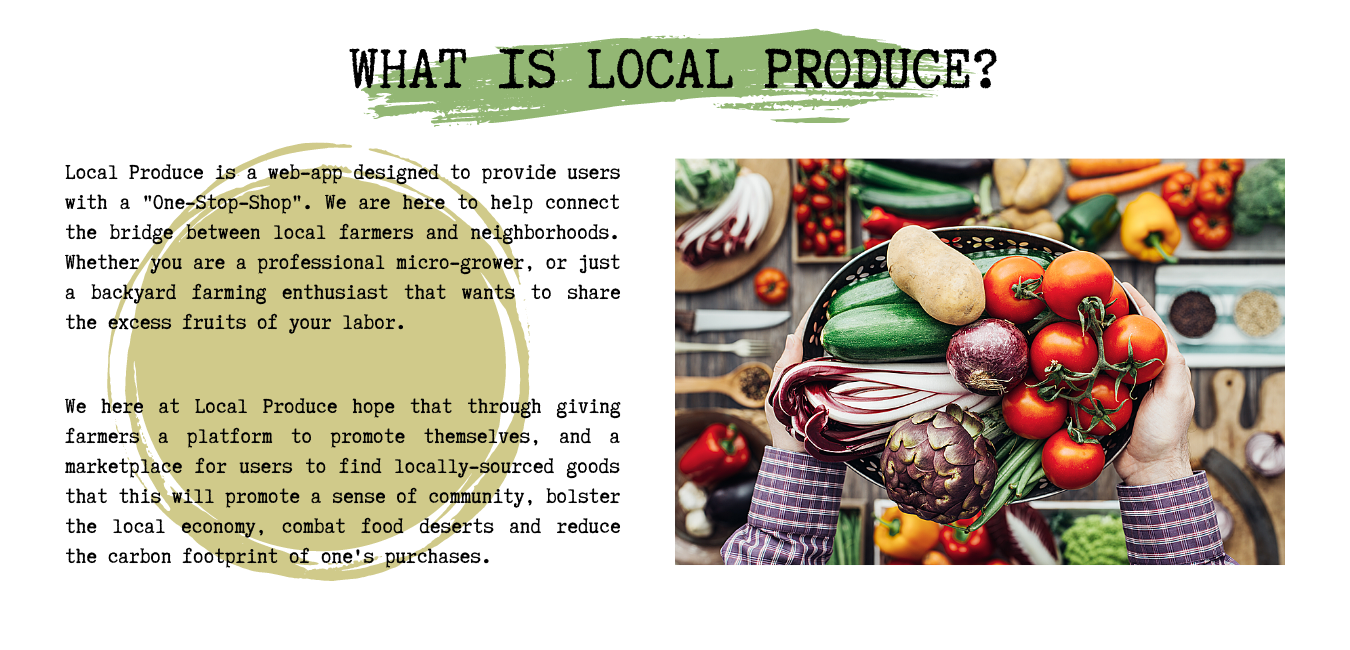 WHAT IS LOCAL PRODUCE?
Local Produce is a web-app designed to provide users
with a "One-Stop-Shop". We are here to help connect
the bridge between local farmers and neighborhoods.
Whether you are a professional micro-grower, or just
a backyard farming enthusiast that wants to share
the excess fruits of your labor.
We here at Local Produce hope that through giving
farmers a platform to promote themselves, and a
marketplace for users to find locally-sourced goods
that this will promote a sense of community, bolster
the local economy, combat food deserts and reduce
the carbon footprint of one's purchases.